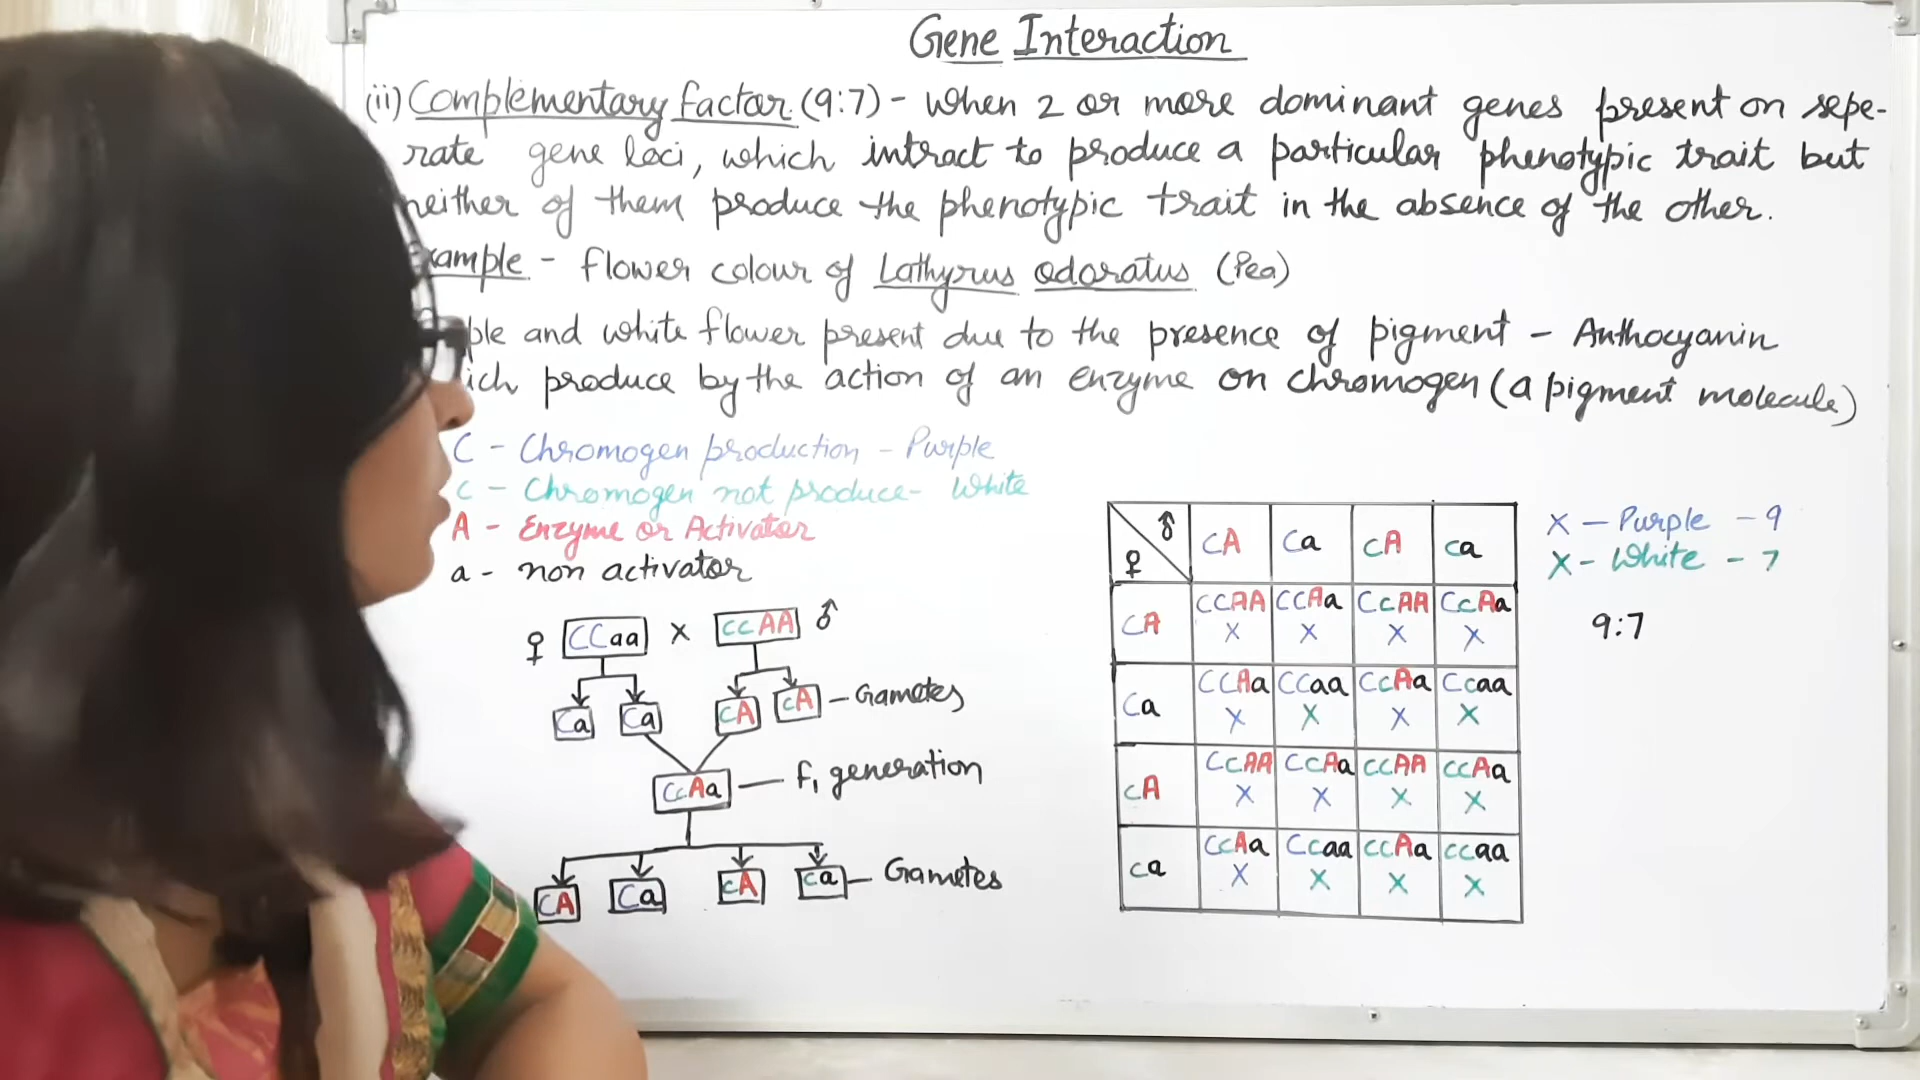 Gene Interaction
(ii) Complementary factor (9:7) - When 2 or more dominant genes present on sepe-
rate gene loci, which intract to produce a particular phenotypic trait but
neither of them produce the phenotypic trait in the absence of the other.
xample - flower colour of Lathyrus odoratus (Pea)
ple and white flower present due to the presence of pigment - Anthocyanin
ich produce by the action of an enzyme on chromogen (a pigment molecule)
C - Chromogen production - Purple
c - Chromogen not produce - White
A - Enzyme or Activator
a - non activator
♀ CCaa X ccAA ♂
Ca Ca cA cA - Gametes
CcAa - F1 generation
CA Ca cA ca - Gametes
♂ ♀ CA Ca cA ca
CA CCAA CCAa CcAA CcAa
X X X X
Ca CCAa CCaa CcAa Ccaa
X X X X
cA CcAA CcAa ccAA ccAa
X X X X
ca CcAa Ccaa ccAa ccaa
X X X X
X - Purple - 9
X - White - 7
9:7